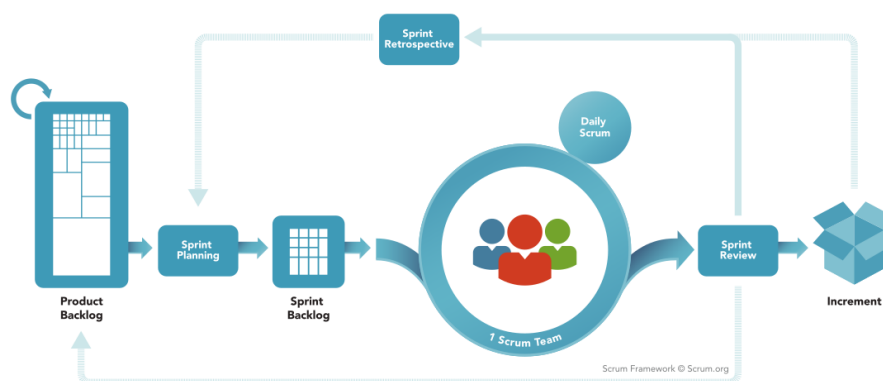 Sprint
Retrospective
Daily
Scrum
Sprint
Planning
Sprint
Review
Product
Backlog
Sprint
Backlog
1 Scrum Team
Increment
Scrum Framework © Scrum.org